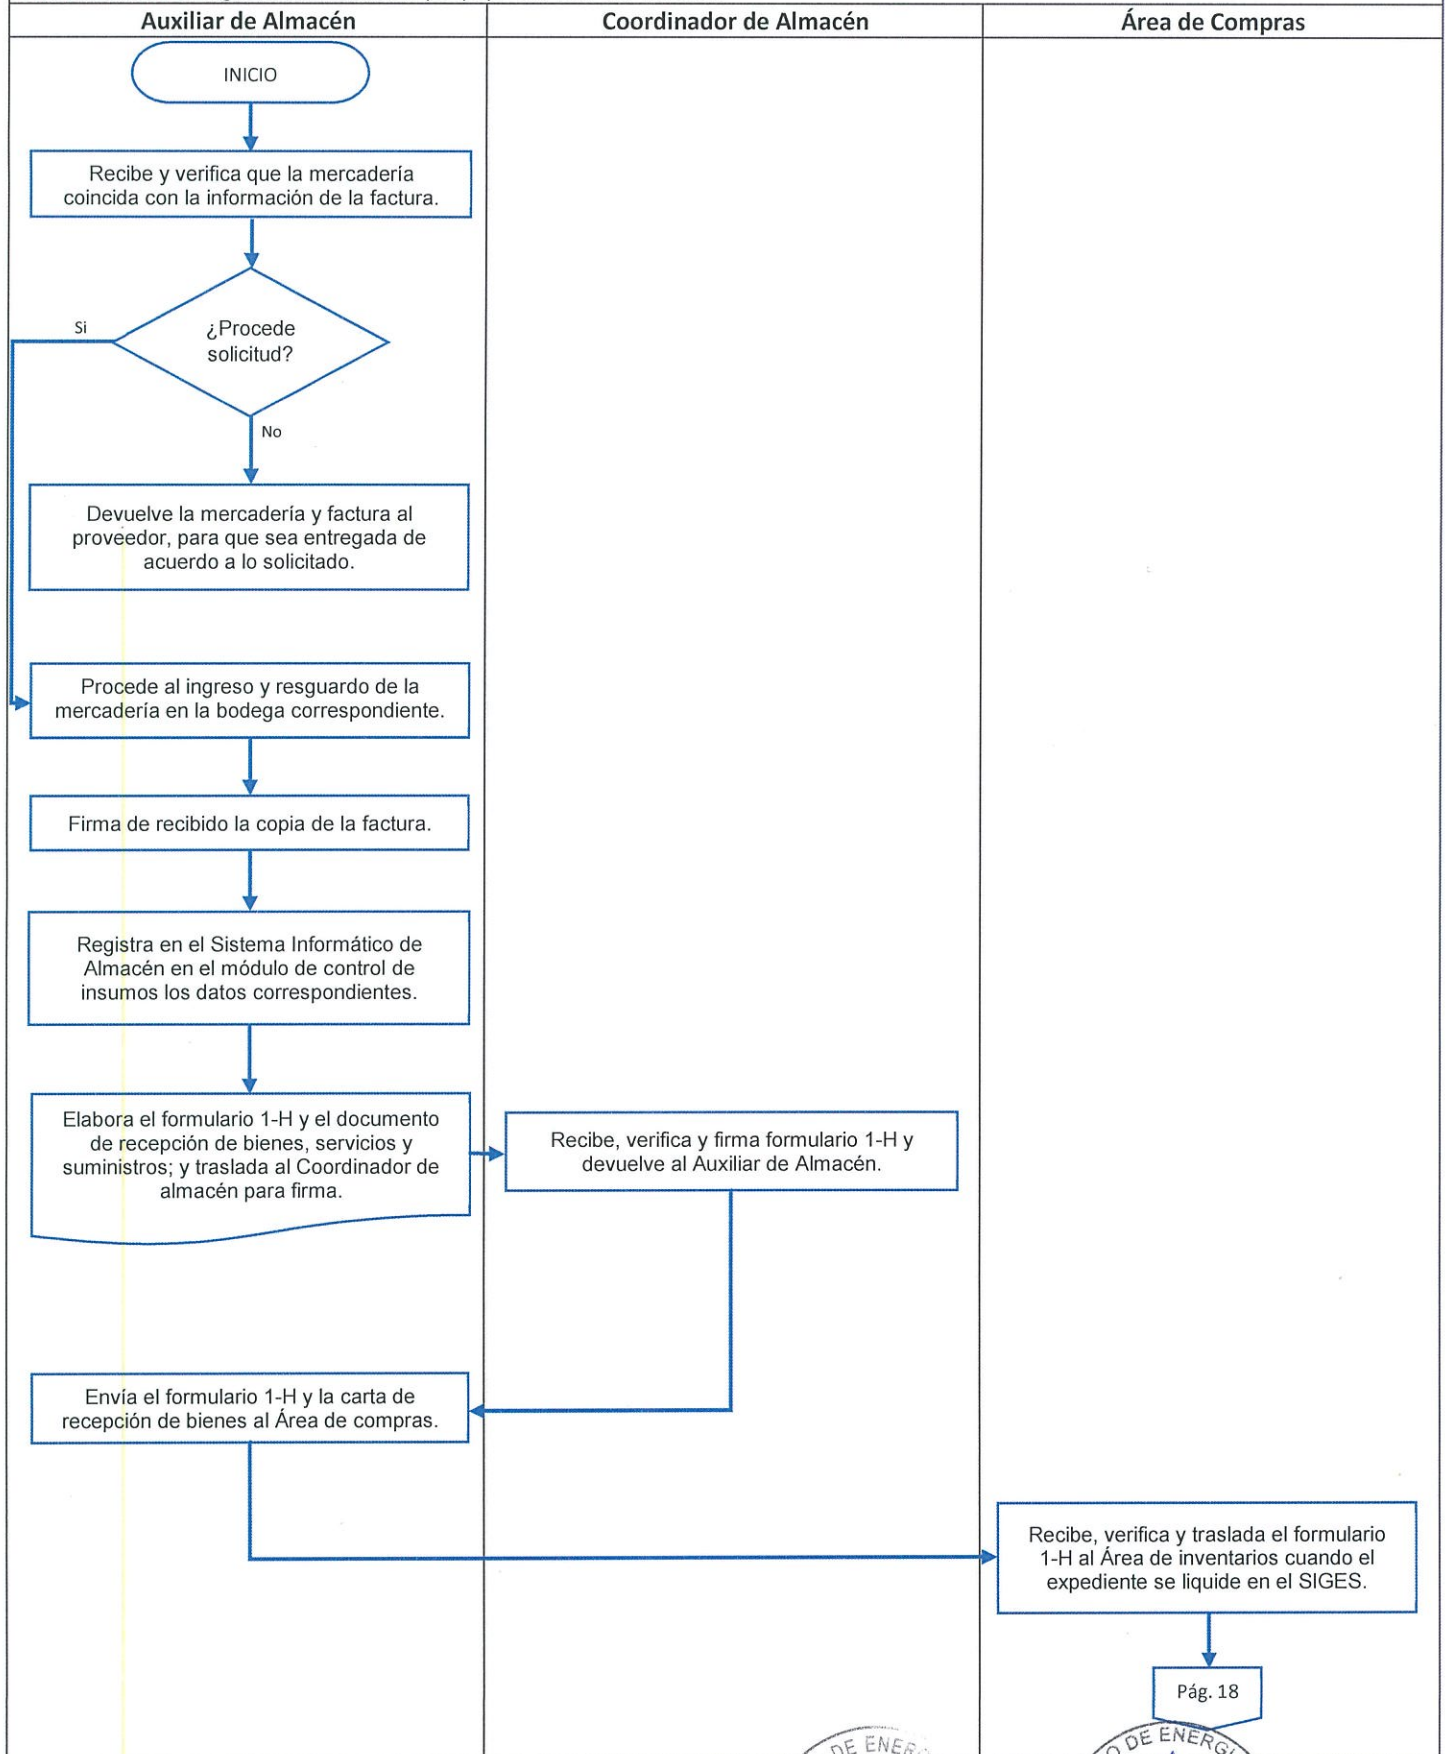 Auxiliar de Almacén
Coordinador de Almacén
Área de Compras
INICIO
Recibe y verifica que la mercadería
coincida con la información de la factura.
¿Procede
solicitud?
Si
No
Devuelve la mercadería y factura al
proveedor, para que sea entregada de
acuerdo a lo solicitado.
Procede al ingreso y resguardo de la
mercadería en la bodega correspondiente.
Firma de recibido la copia de la factura.
Registra en el Sistema Informático de
Almacén en el módulo de control de
insumos los datos correspondientes.
Elabora el formulario 1-H y el documento
de recepción de bienes, servicios y
suministros; y traslada al Coordinador de
almacén para firma.
Recibe, verifica y firma formulario 1-H y
devuelve al Auxiliar de Almacén.
Envía el formulario 1-H y la carta de
recepción de bienes al Área de compras.
Recibe, verifica y traslada el formulario
1-H al Área de inventarios cuando el
expediente se liquide en el SIGES.
Pág. 18
DE
DE